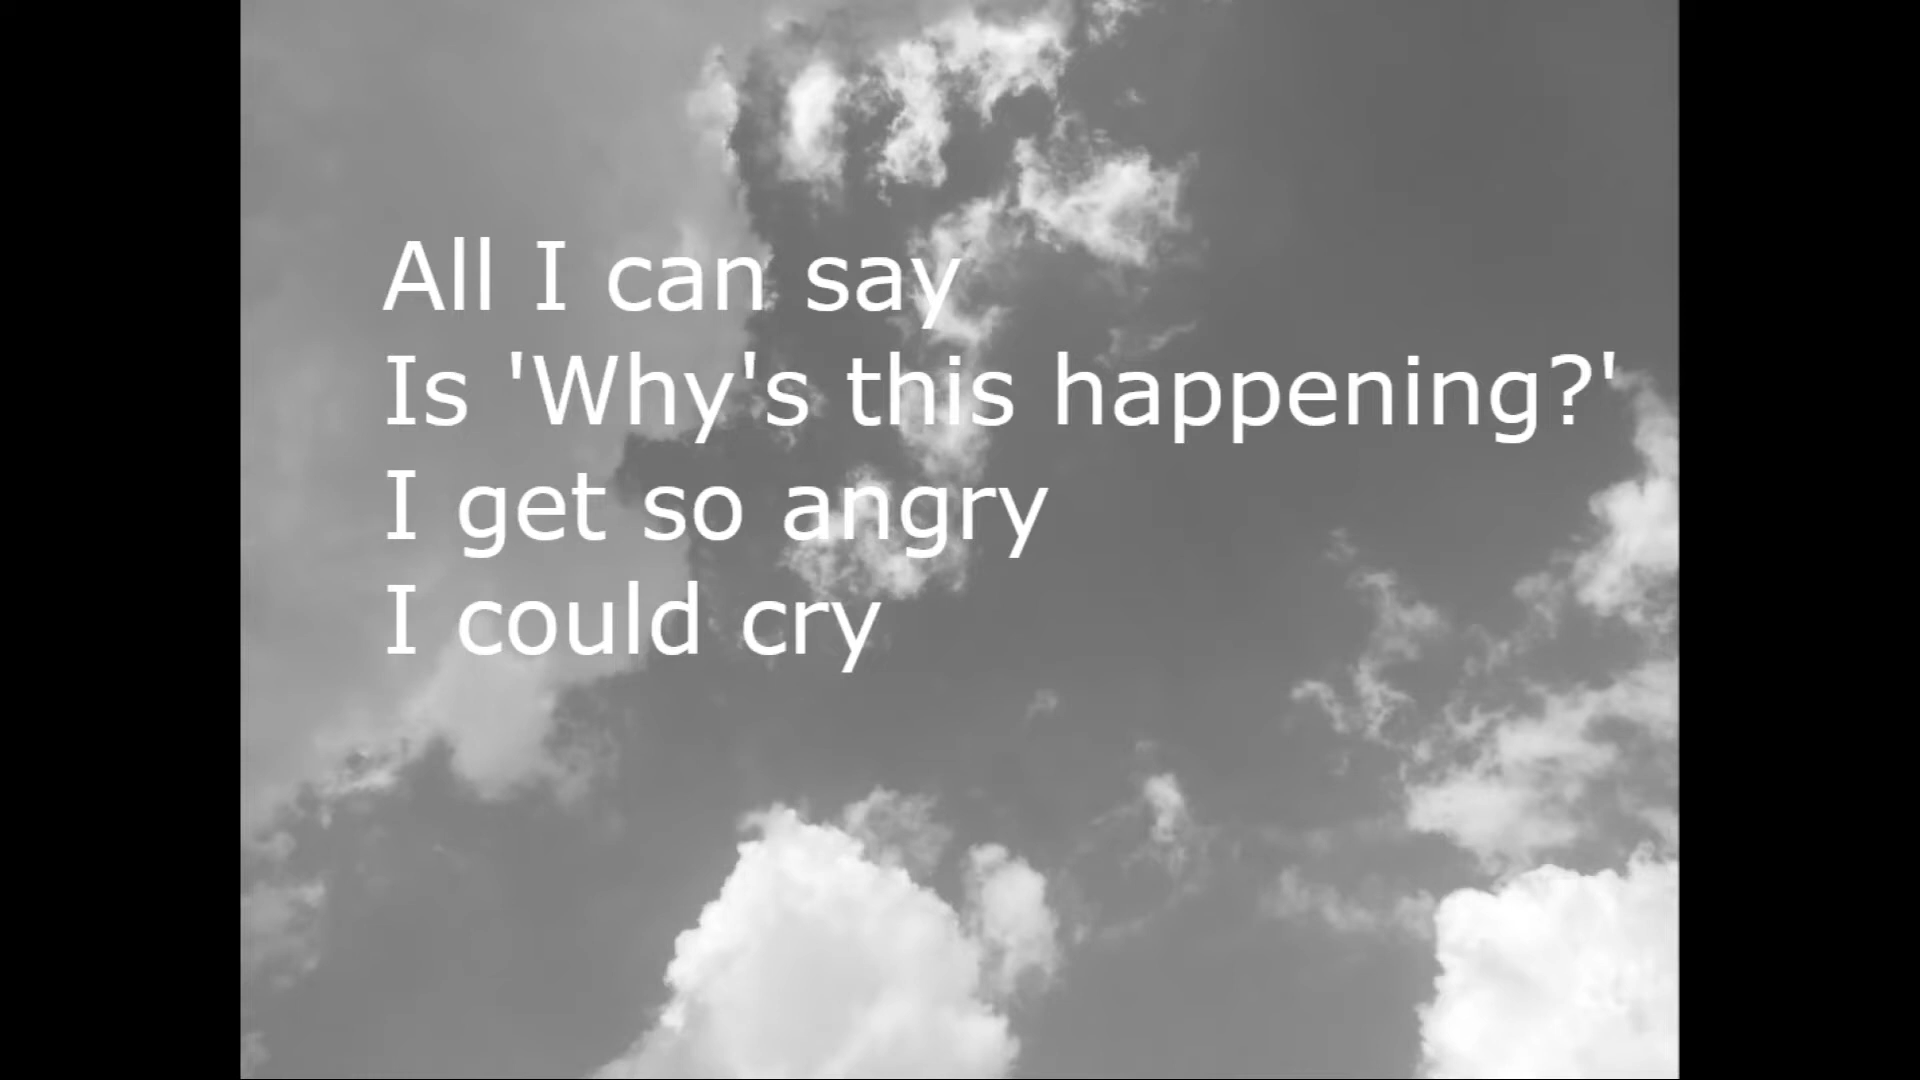 All I can say
Is 'Why's this happening?'
I get so angry
I could cry